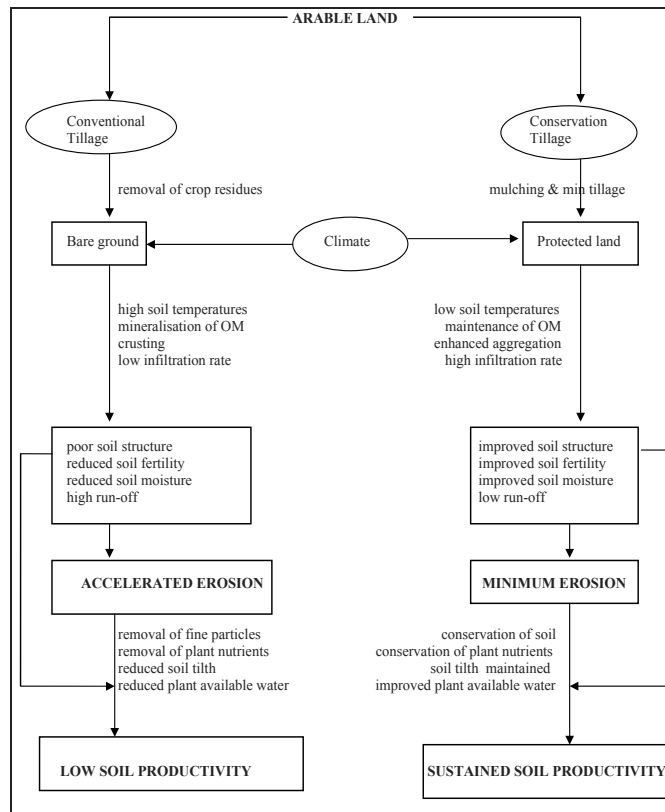 ARABLE LAND
Conventional
Tillage
Conservation
Tillage
removal of crop residues
mulching & min tillage
Bare ground
Climate
Protected land
high soil temperatures
mineralisation of OM
crusting
low infiltration rate
low soil temperatures
maintenance of OM
enhanced aggregation
high infiltration rate
poor soil structure
reduced soil fertility
reduced soil moisture
high run-off
improved soil structure
improved soil fertility
improved soil moisture
low run-off
ACCELERATED EROSION
MINIMUM EROSION
removal of fine particles
removal of plant nutrients
reduced soil tilth
reduced plant available water
conservation of soil
conservation of plant nutrients
soil tilth maintained
improved plant available water
LOW SOIL PRODUCTIVITY
SUSTAINED SOIL PRODUCTIVITY